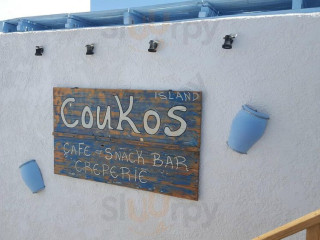 ISLAND
COUKOS
CAFE - SNACK BAR
CREPERIE